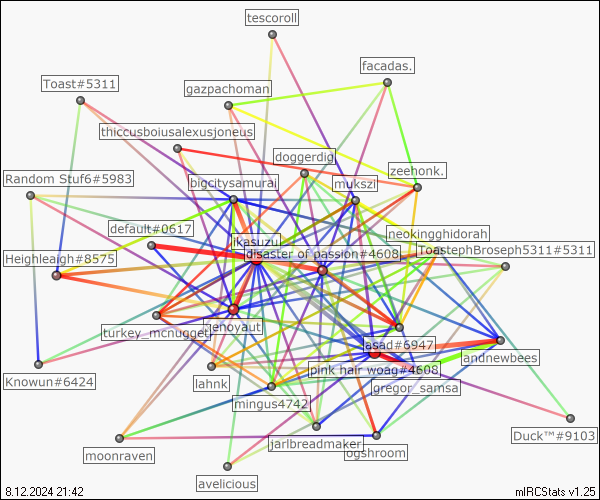 tescoroll
facadas.
Toast#5311
gazpachoman
thiccusboiusalexusjoneus
doggerdig
zeehonk.
Random Stuf6#5983
bigcitysamurai
mukszi
default#0617
neokingghidorah
ikasuzu
disaster of passion#4608
ToastephBroseph5311#5311
Heighleaigh#8575
turkey_mcnugget
jenoyaut
asad#6947
andnewbees
pink hair woag#4608
Knowun#6424
lahnk
gregor_samsa
mingus4742
Duck™#9103
moonraven
jarlbreadmaker
ogshroom
avelicious
8.12.2024 21:42
mIRCStats v1.25